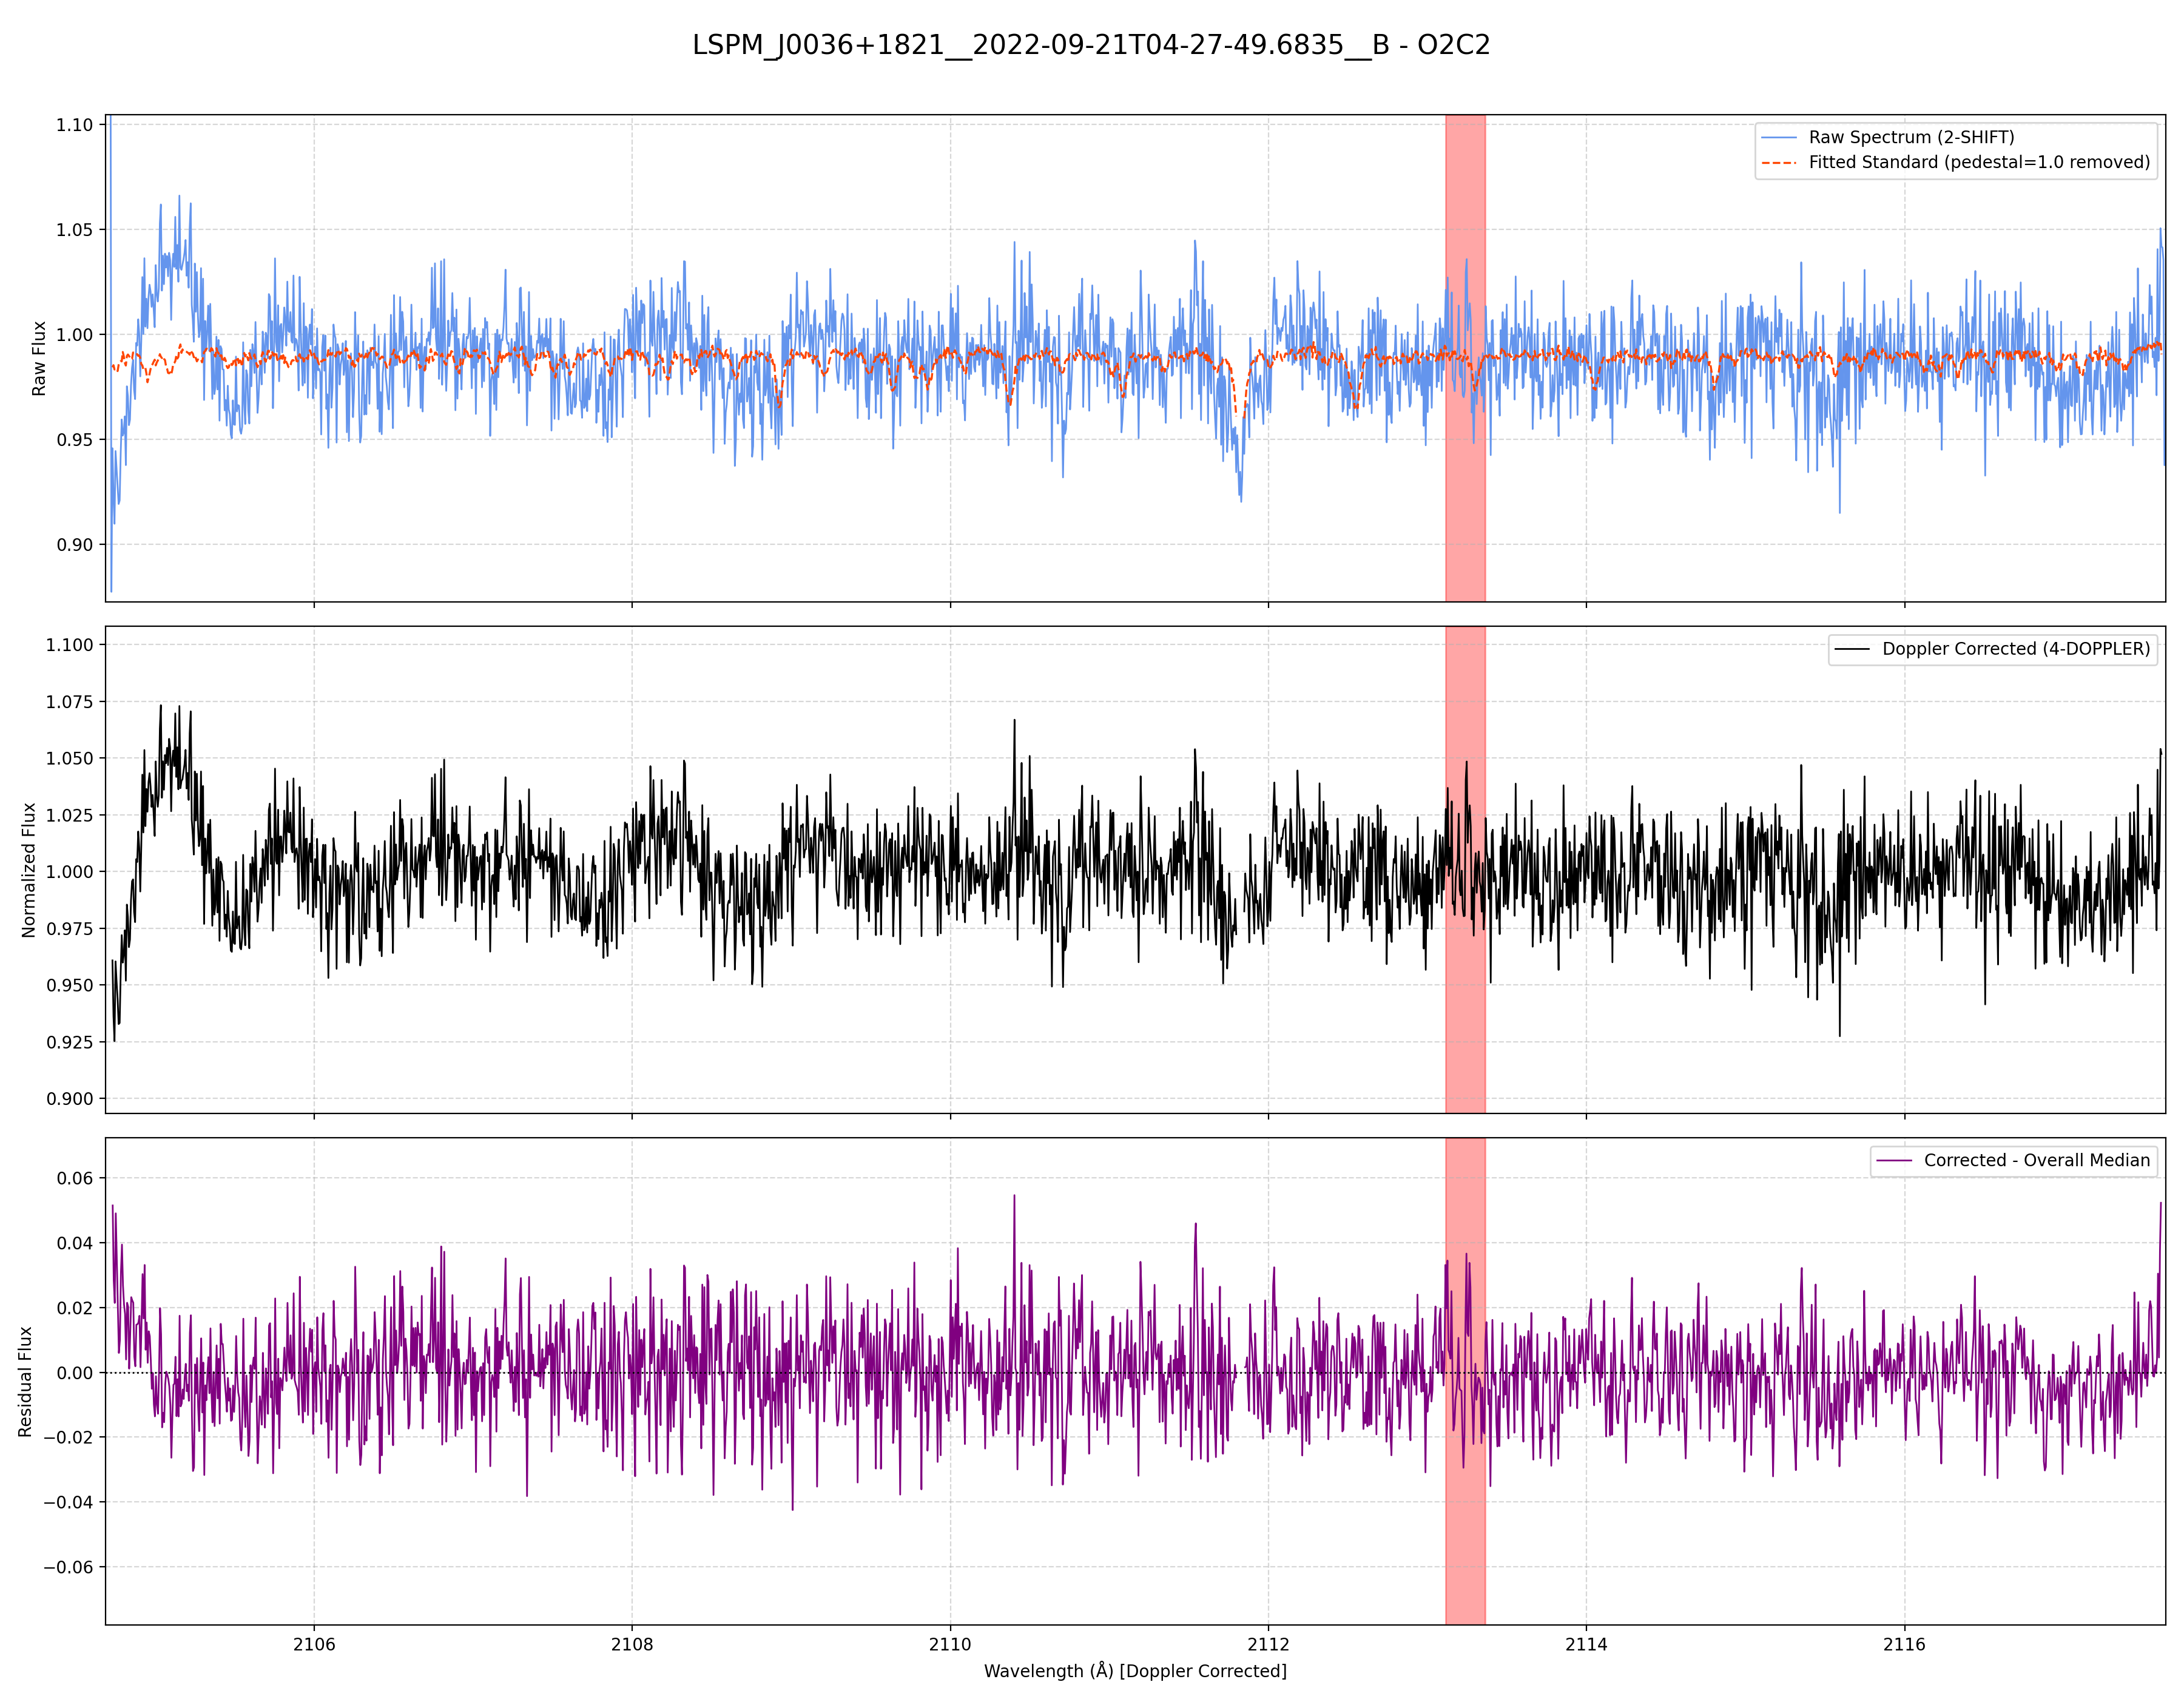 LSPM_J0036+1821__2022-09-21T04-27-49.6835__B - O2C2
Raw Flux
1.10
1.05
1.00
0.95
0.90
Raw Spectrum (2-SHIFT)
Fitted Standard (pedestal=1.0 removed)
Normalized Flux
1.100
1.075
1.050
1.025
1.000
0.975
0.950
0.925
0.900
Doppler Corrected (4-DOPPLER)
Residual Flux
0.06
0.04
0.02
0.00
−0.02
−0.04
−0.06
Corrected - Overall Median
2106 2108 2110 2112 2114 2116
Wavelength (Å) [Doppler Corrected]